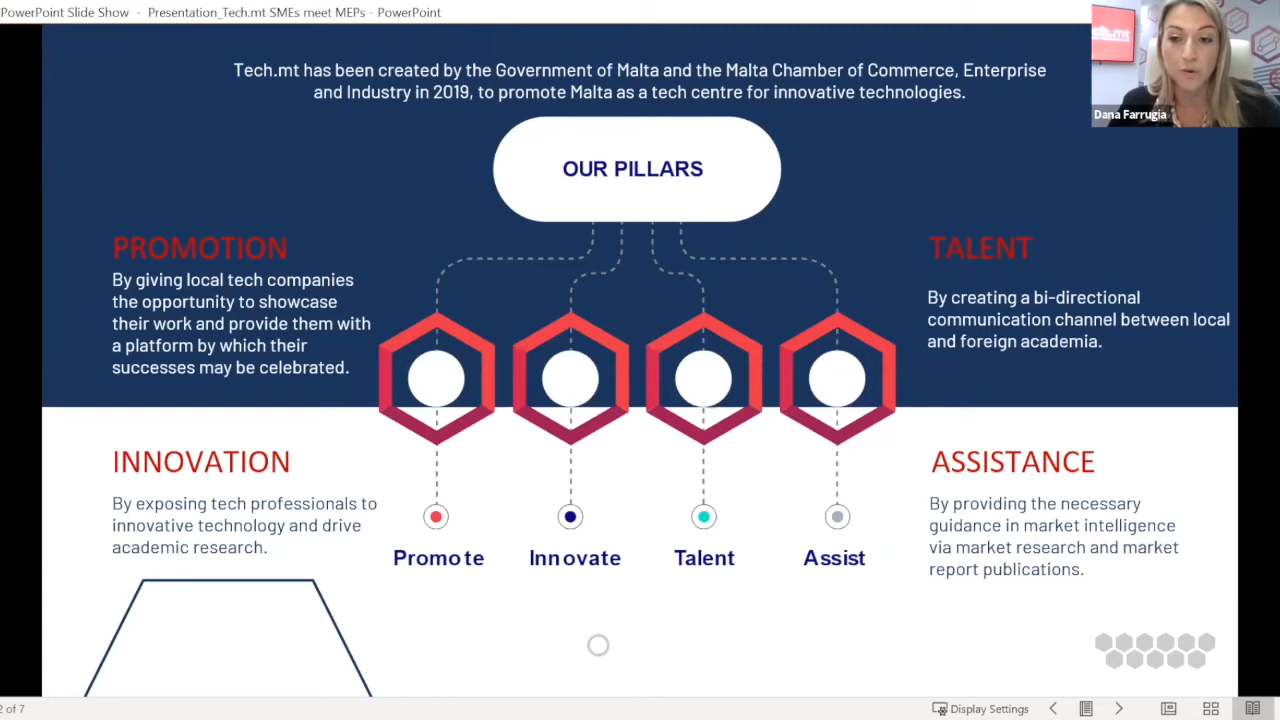 PowerPoint Slide Show - Presentation_Tech.mt SMEs meet MEPs - PowerPoint
Tech.mt has been created by the Government of Malta and the Malta Chamber of Commerce, Enterprise
and Industry in 2019, to promote Malta as a tech centre for innovative technologies.
ch.mt
Dana Farrugia
OUR PILLARS
PROMOTION
By giving local tech companies
the opportunity to showcase
their work and provide them with
a platform by which their
successes may be celebrated.
TALENT
By creating a bi-directional
communication channel between local
and foreign academia.
INNOVATION
By exposing tech professionals to
innovative technology and drive
academic research.
Promote
Innovate
Talent
Assist
ASSISTANCE
By providing the necessary
guidance in market intelligence
via market research and market
report publications.
2 of 7
Display Settings